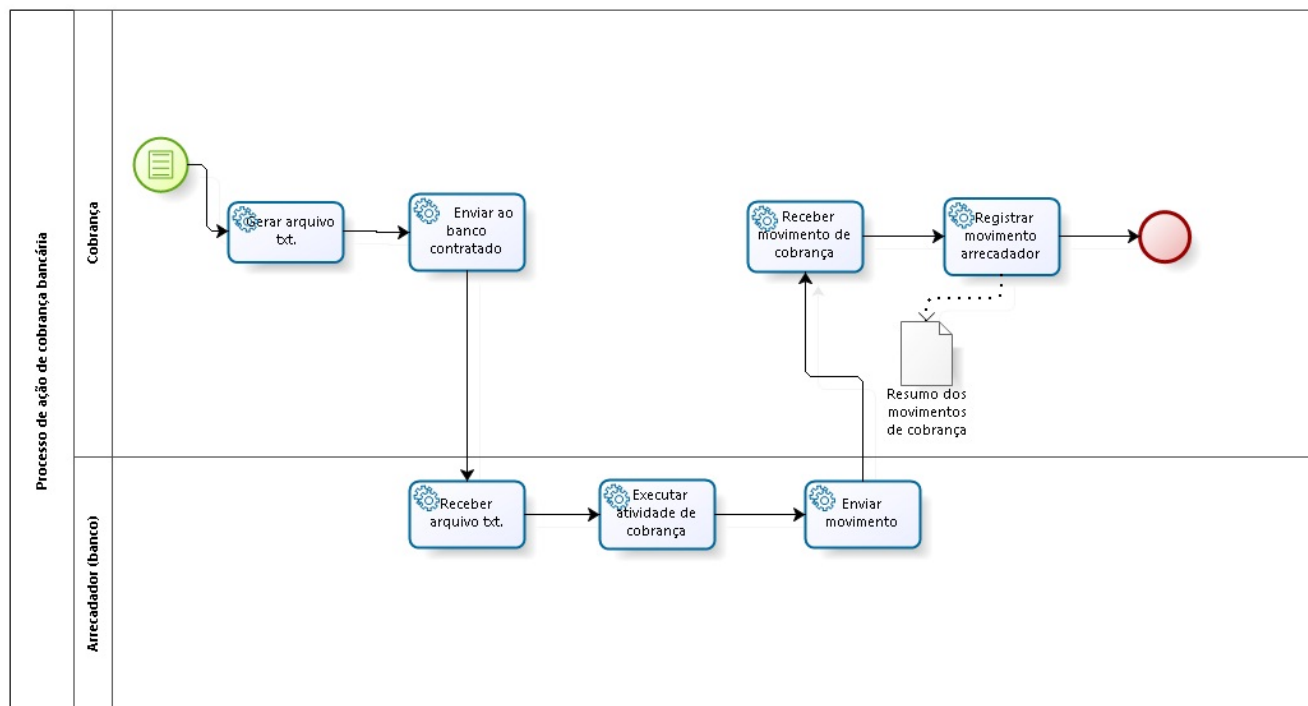 Processo de ação de cobrança bancária
Cobrança
Gerar arquivo
txt.
Enviar ao
banco
contratado
Receber
movimento de
cobrança
Registrar
movimento
arrecadador
Resumo dos
movimentos
de cobrança
Arrecadador (banco)
Receber
arquivo txt.
Executar
atividade de
cobrança
Enviar
movimento